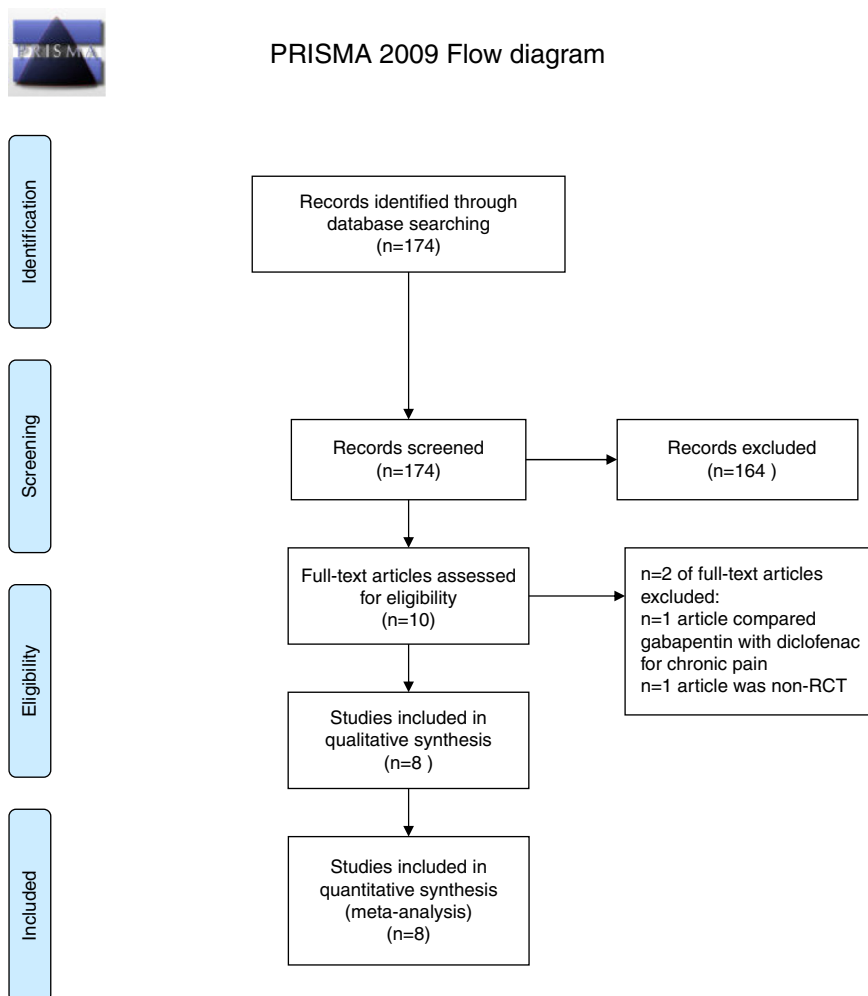 PRISMA
PRISMA 2009 Flow diagram
Identification
Records identified through
database searching
(n=174)
Screening
Records screened
(n=174)
Records excluded
(n=164 )
Eligibility
Full-text articles assessed
for eligibility
(n=10)
n=2 of full-text articles
excluded:
n=1 article compared
gabapentin with diclofenac
for chronic pain
n=1 article was non-RCT
Studies included in
qualitative synthesis
(n=8 )
Included
Studies included in
quantitative synthesis
(meta-analysis)
(n=8)